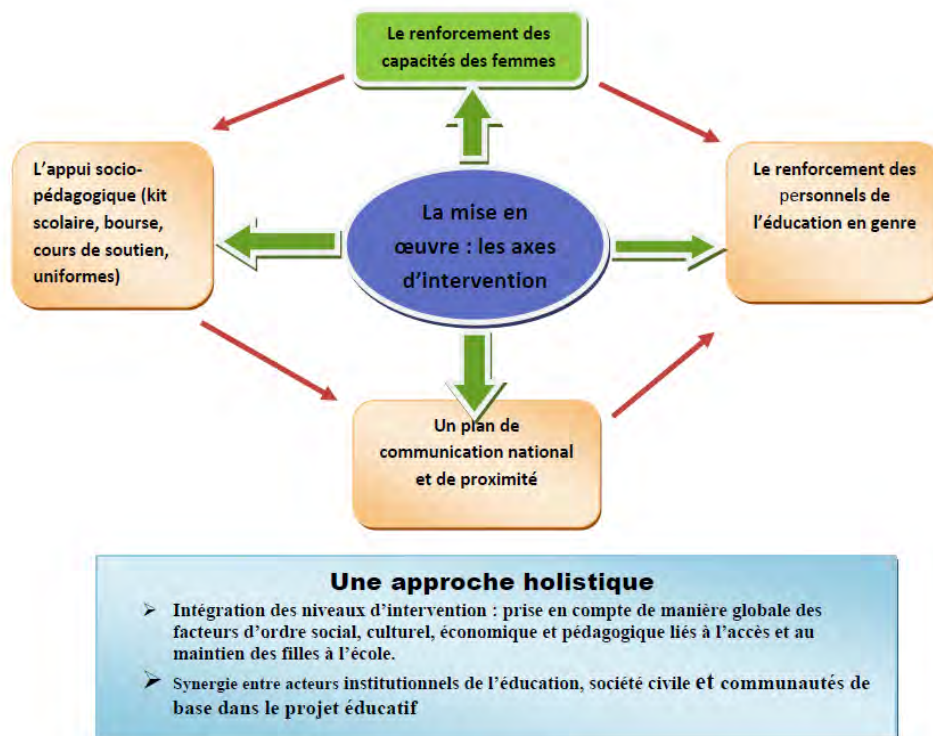 Le renforcement des
capacités des femmes
L'appui socio-
pédagogique (kit
scolaire, bourse,
cours de soutien,
uniformes)
La mise en
œuvre : les axes
d'intervention
Le renforcement des
personnels de
l'éducation en genre
Un plan de
communication national
et de proximité
Une approche holistique
➢ Intégration des niveaux d'intervention : prise en compte de manière globale des
facteurs d'ordre social, culturel, économique et pédagogique liés à l'accès et au
maintien des filles à l'école.
➢ Synergie entre acteurs institutionnels de l'éducation, société civile et communautés de
base dans le projet éducatif